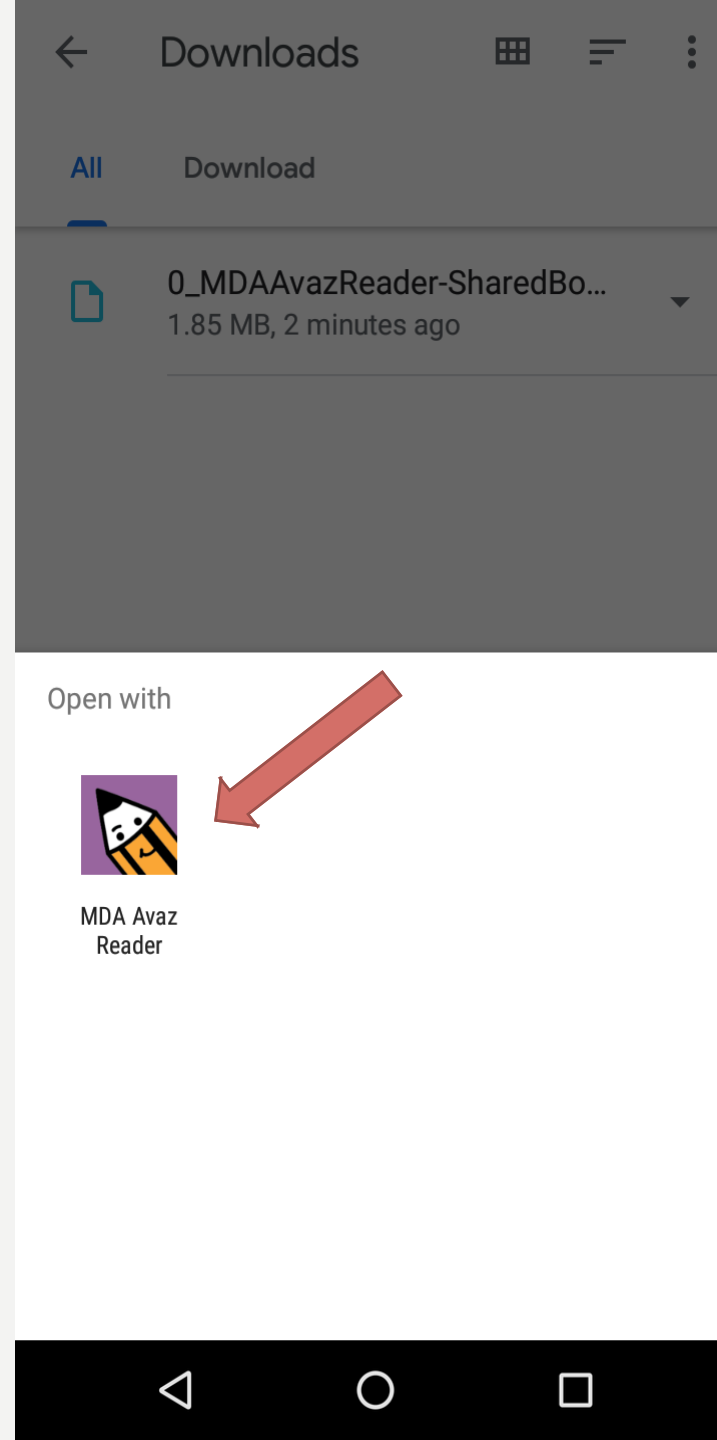 Downloads
All Download
0_MDAAvazReader-SharedBo...
1.85 MB, 2 minutes ago
Open with
MDA Avaz
Reader